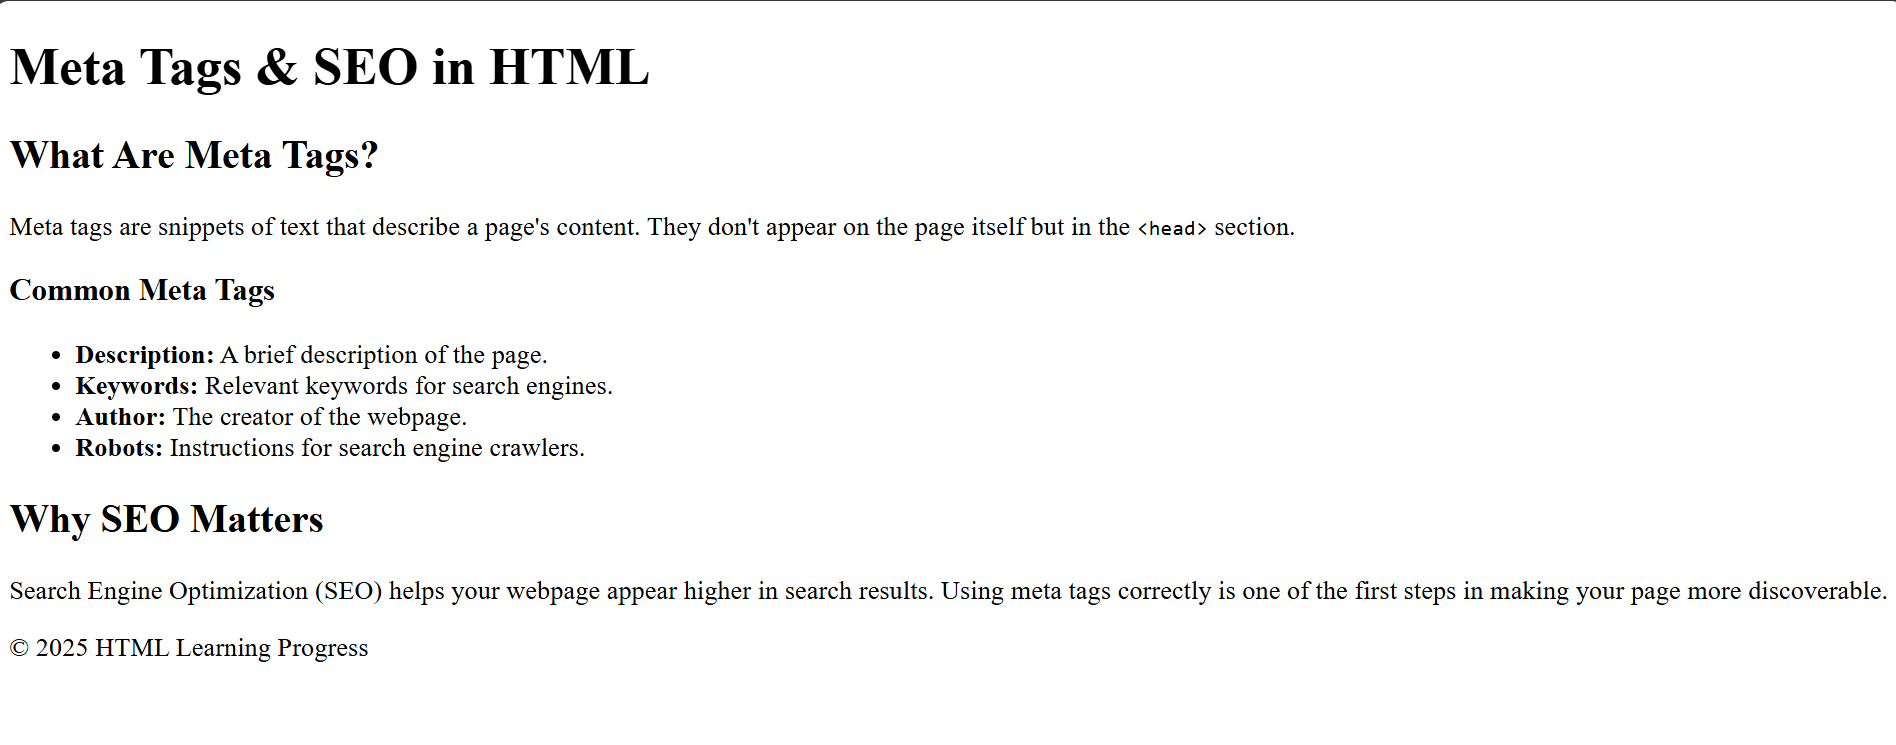 Meta Tags & SEO in HTML
What Are Meta Tags?
Meta tags are snippets of text that describe a page's content. They don't appear on the page itself but in the <head> section.
Common Meta Tags
• Description: A brief description of the page.
• Keywords: Relevant keywords for search engines.
• Author: The creator of the webpage.
• Robots: Instructions for search engine crawlers.
Why SEO Matters
Search Engine Optimization (SEO) helps your webpage appear higher in search results. Using meta tags correctly is one of the first steps in making your page more discoverable.
© 2025 HTML Learning Progress